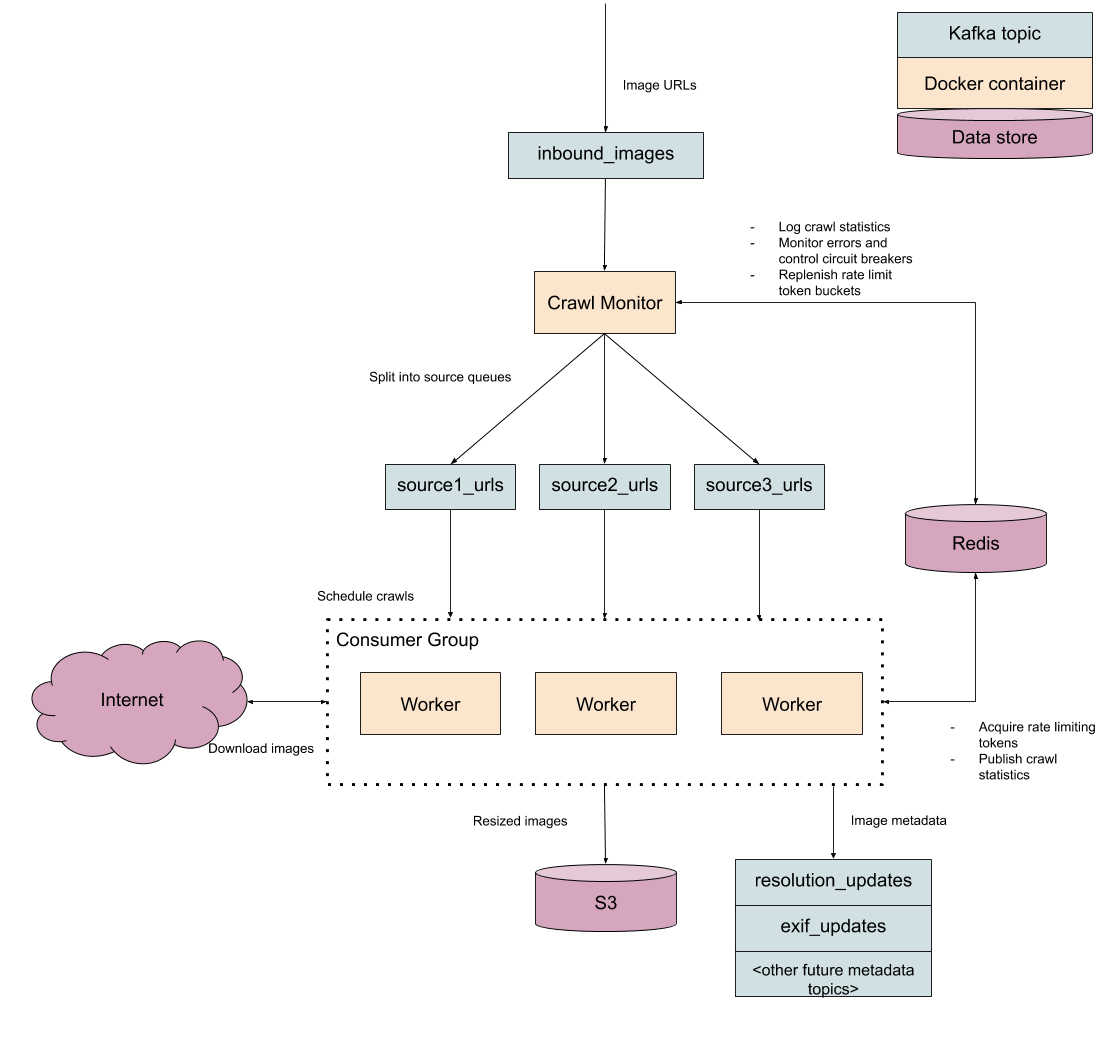 Kafka topic
Docker container
Data store
Image URLs
inbound_images
- Log crawl statistics
- Monitor errors and
control circuit breakers
- Replenish rate limit
token buckets
Crawl Monitor
Split into source queues
source1_urls
source2_urls
source3_urls
Redis
Schedule crawls
Consumer Group
Internet
Worker
Worker
Worker
Download images
- Acquire rate limiting
tokens
- Publish crawl
statistics
Resized images
Image metadata
S3
resolution_updates
exif_updates
<other future metadata
topics>